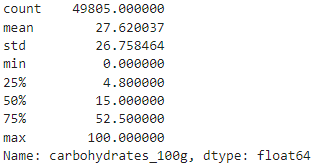 count    49805.000000
mean        27.620037
std         26.758464
min          0.000000
25%          4.800000
50%         15.000000
75%         52.500000
max        100.000000
Name: carbohydrates_100g, dtype: float64